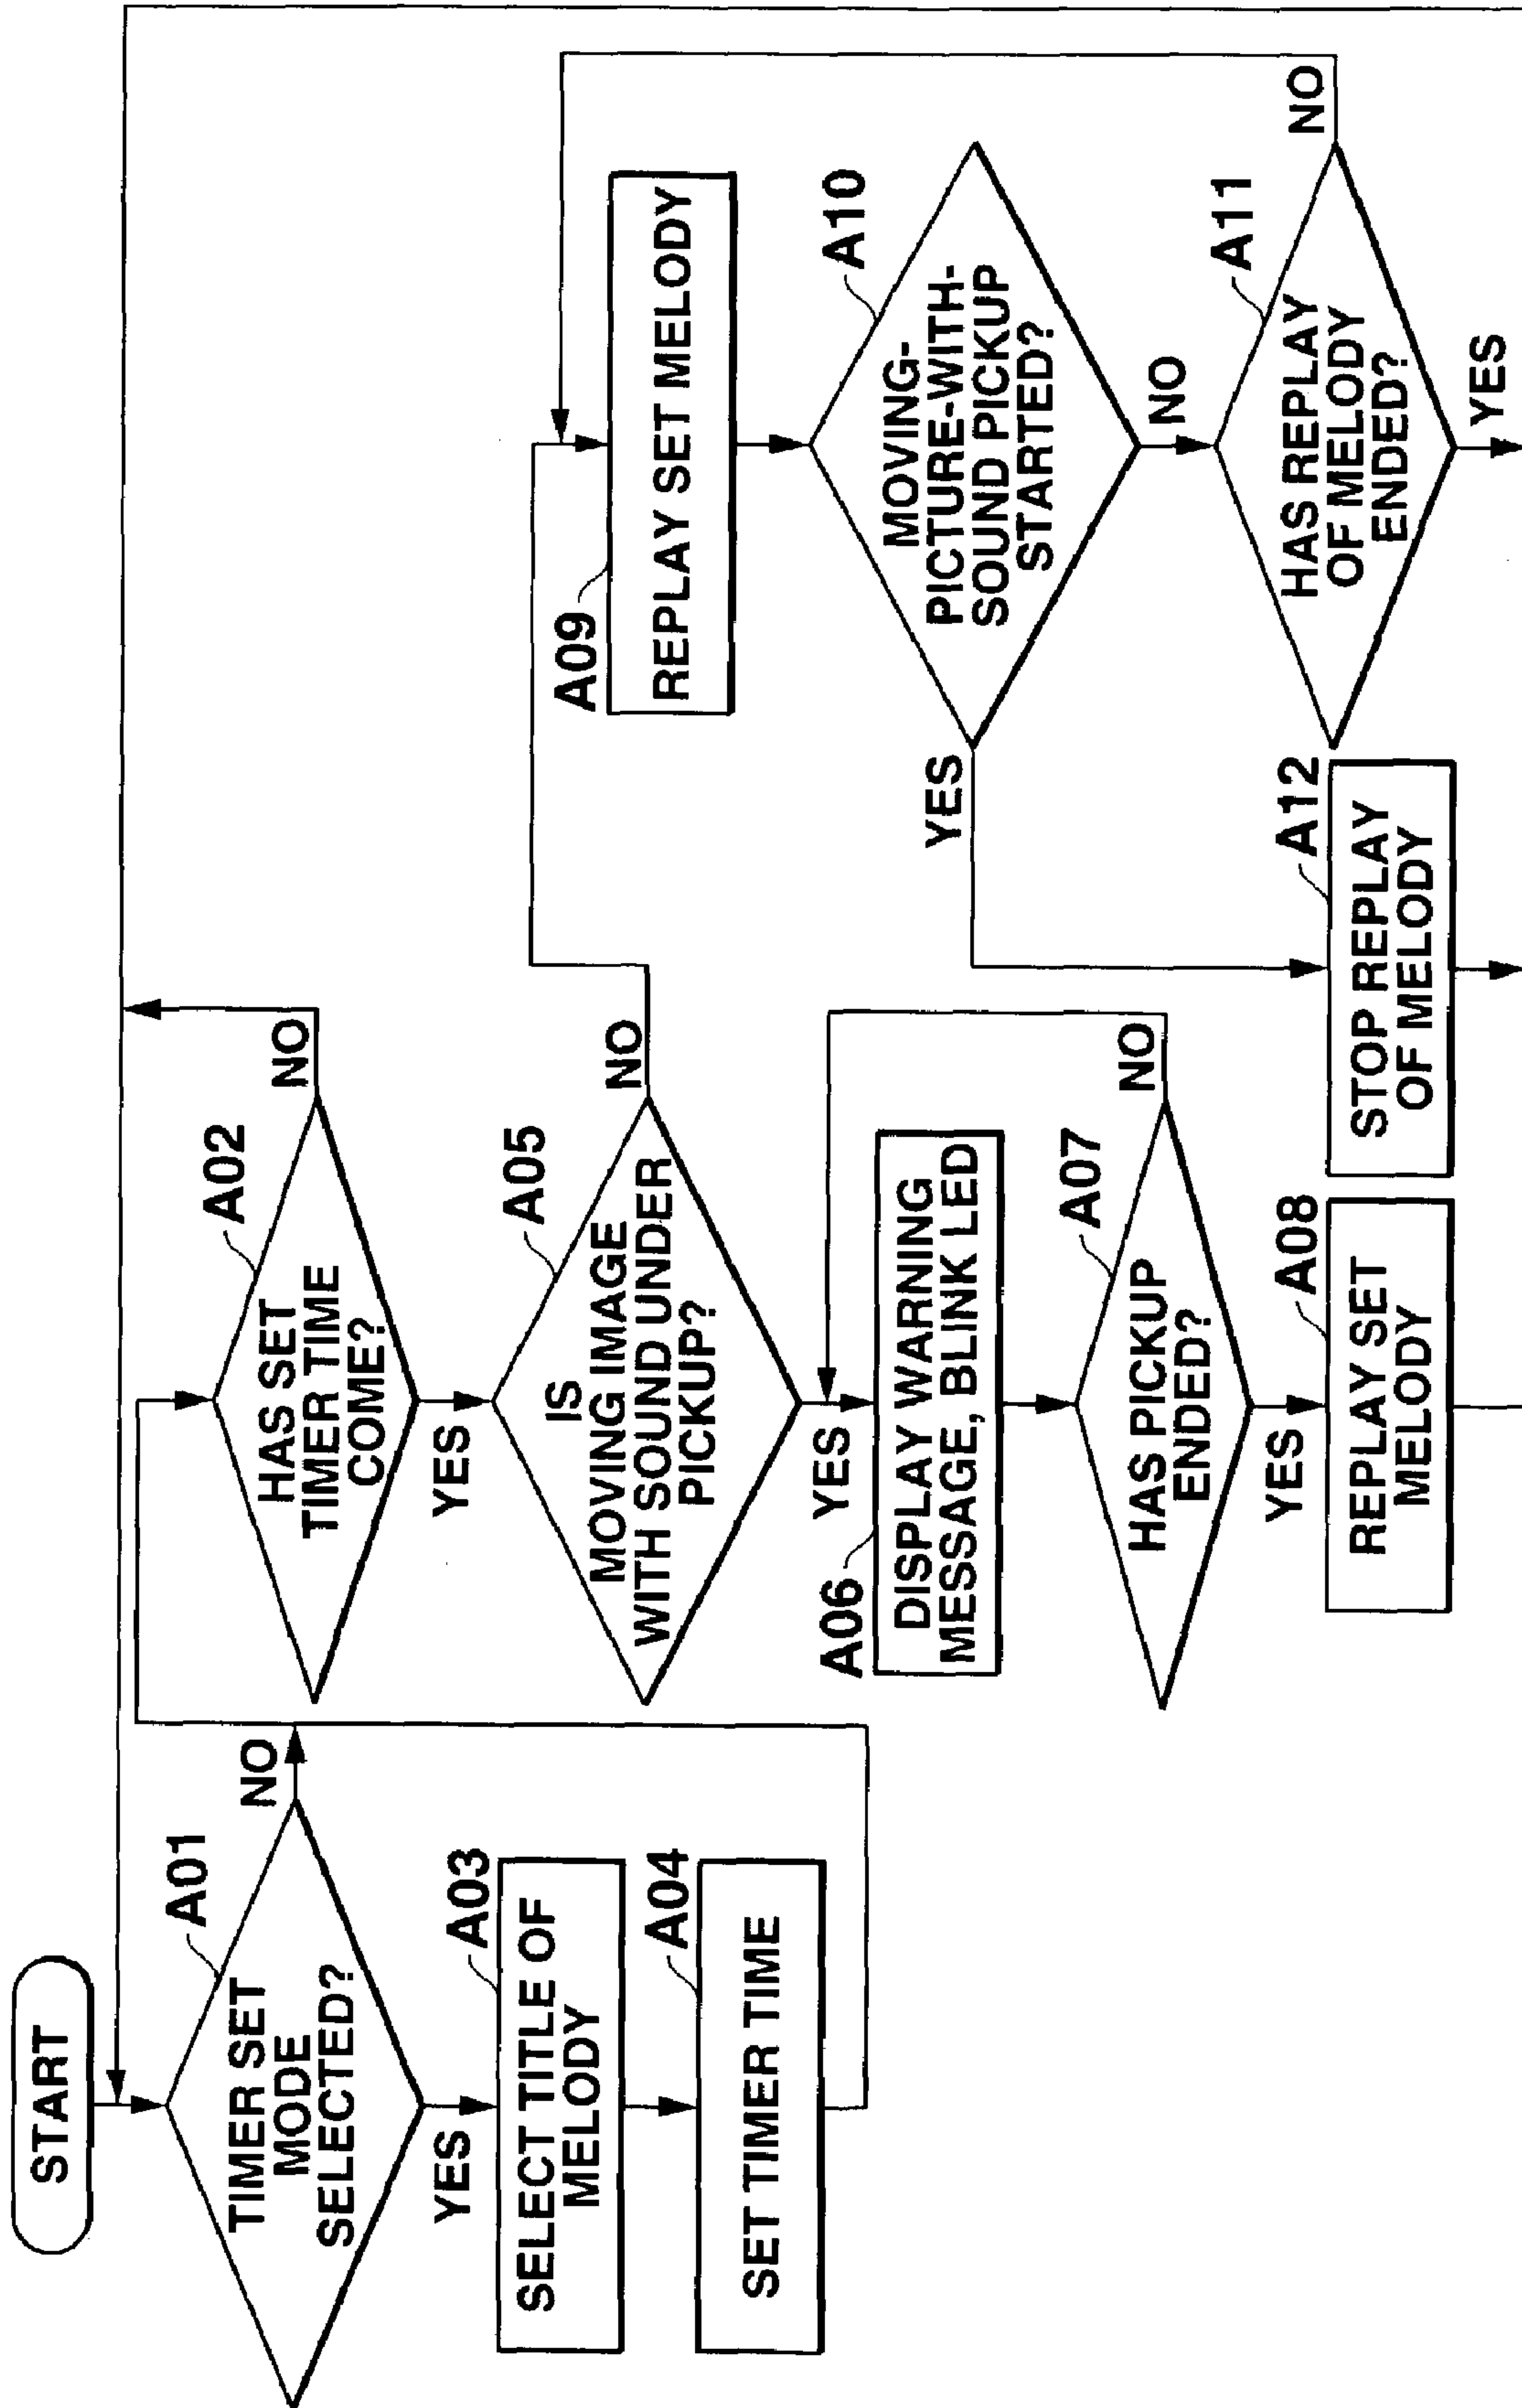 START
A01
TIMER SET
MODE
SELECTED?
NO
YES
A03
SELECT TITLE OF
MELODY
A04
SET TIMER TIME
A02
HAS SET
TIMER TIME
COME?
NO
YES
A05
IS
MOVING IMAGE
WITH SOUND UNDER
PICKUP?
NO
YES
A06
DISPLAY WARNING
MESSAGE, BLINK LED
A07
HAS PICKUP
ENDED?
NO
YES
A08
REPLAY SET
MELODY
A09
REPLAY SET MELODY
A10
MOVING-
PICTURE-WITH-
SOUND PICKUP
STARTED?
YES
NO
A11
HAS REPLAY
OF MELODY
ENDED?
NO
YES
A12
STOP REPLAY
OF MELODY